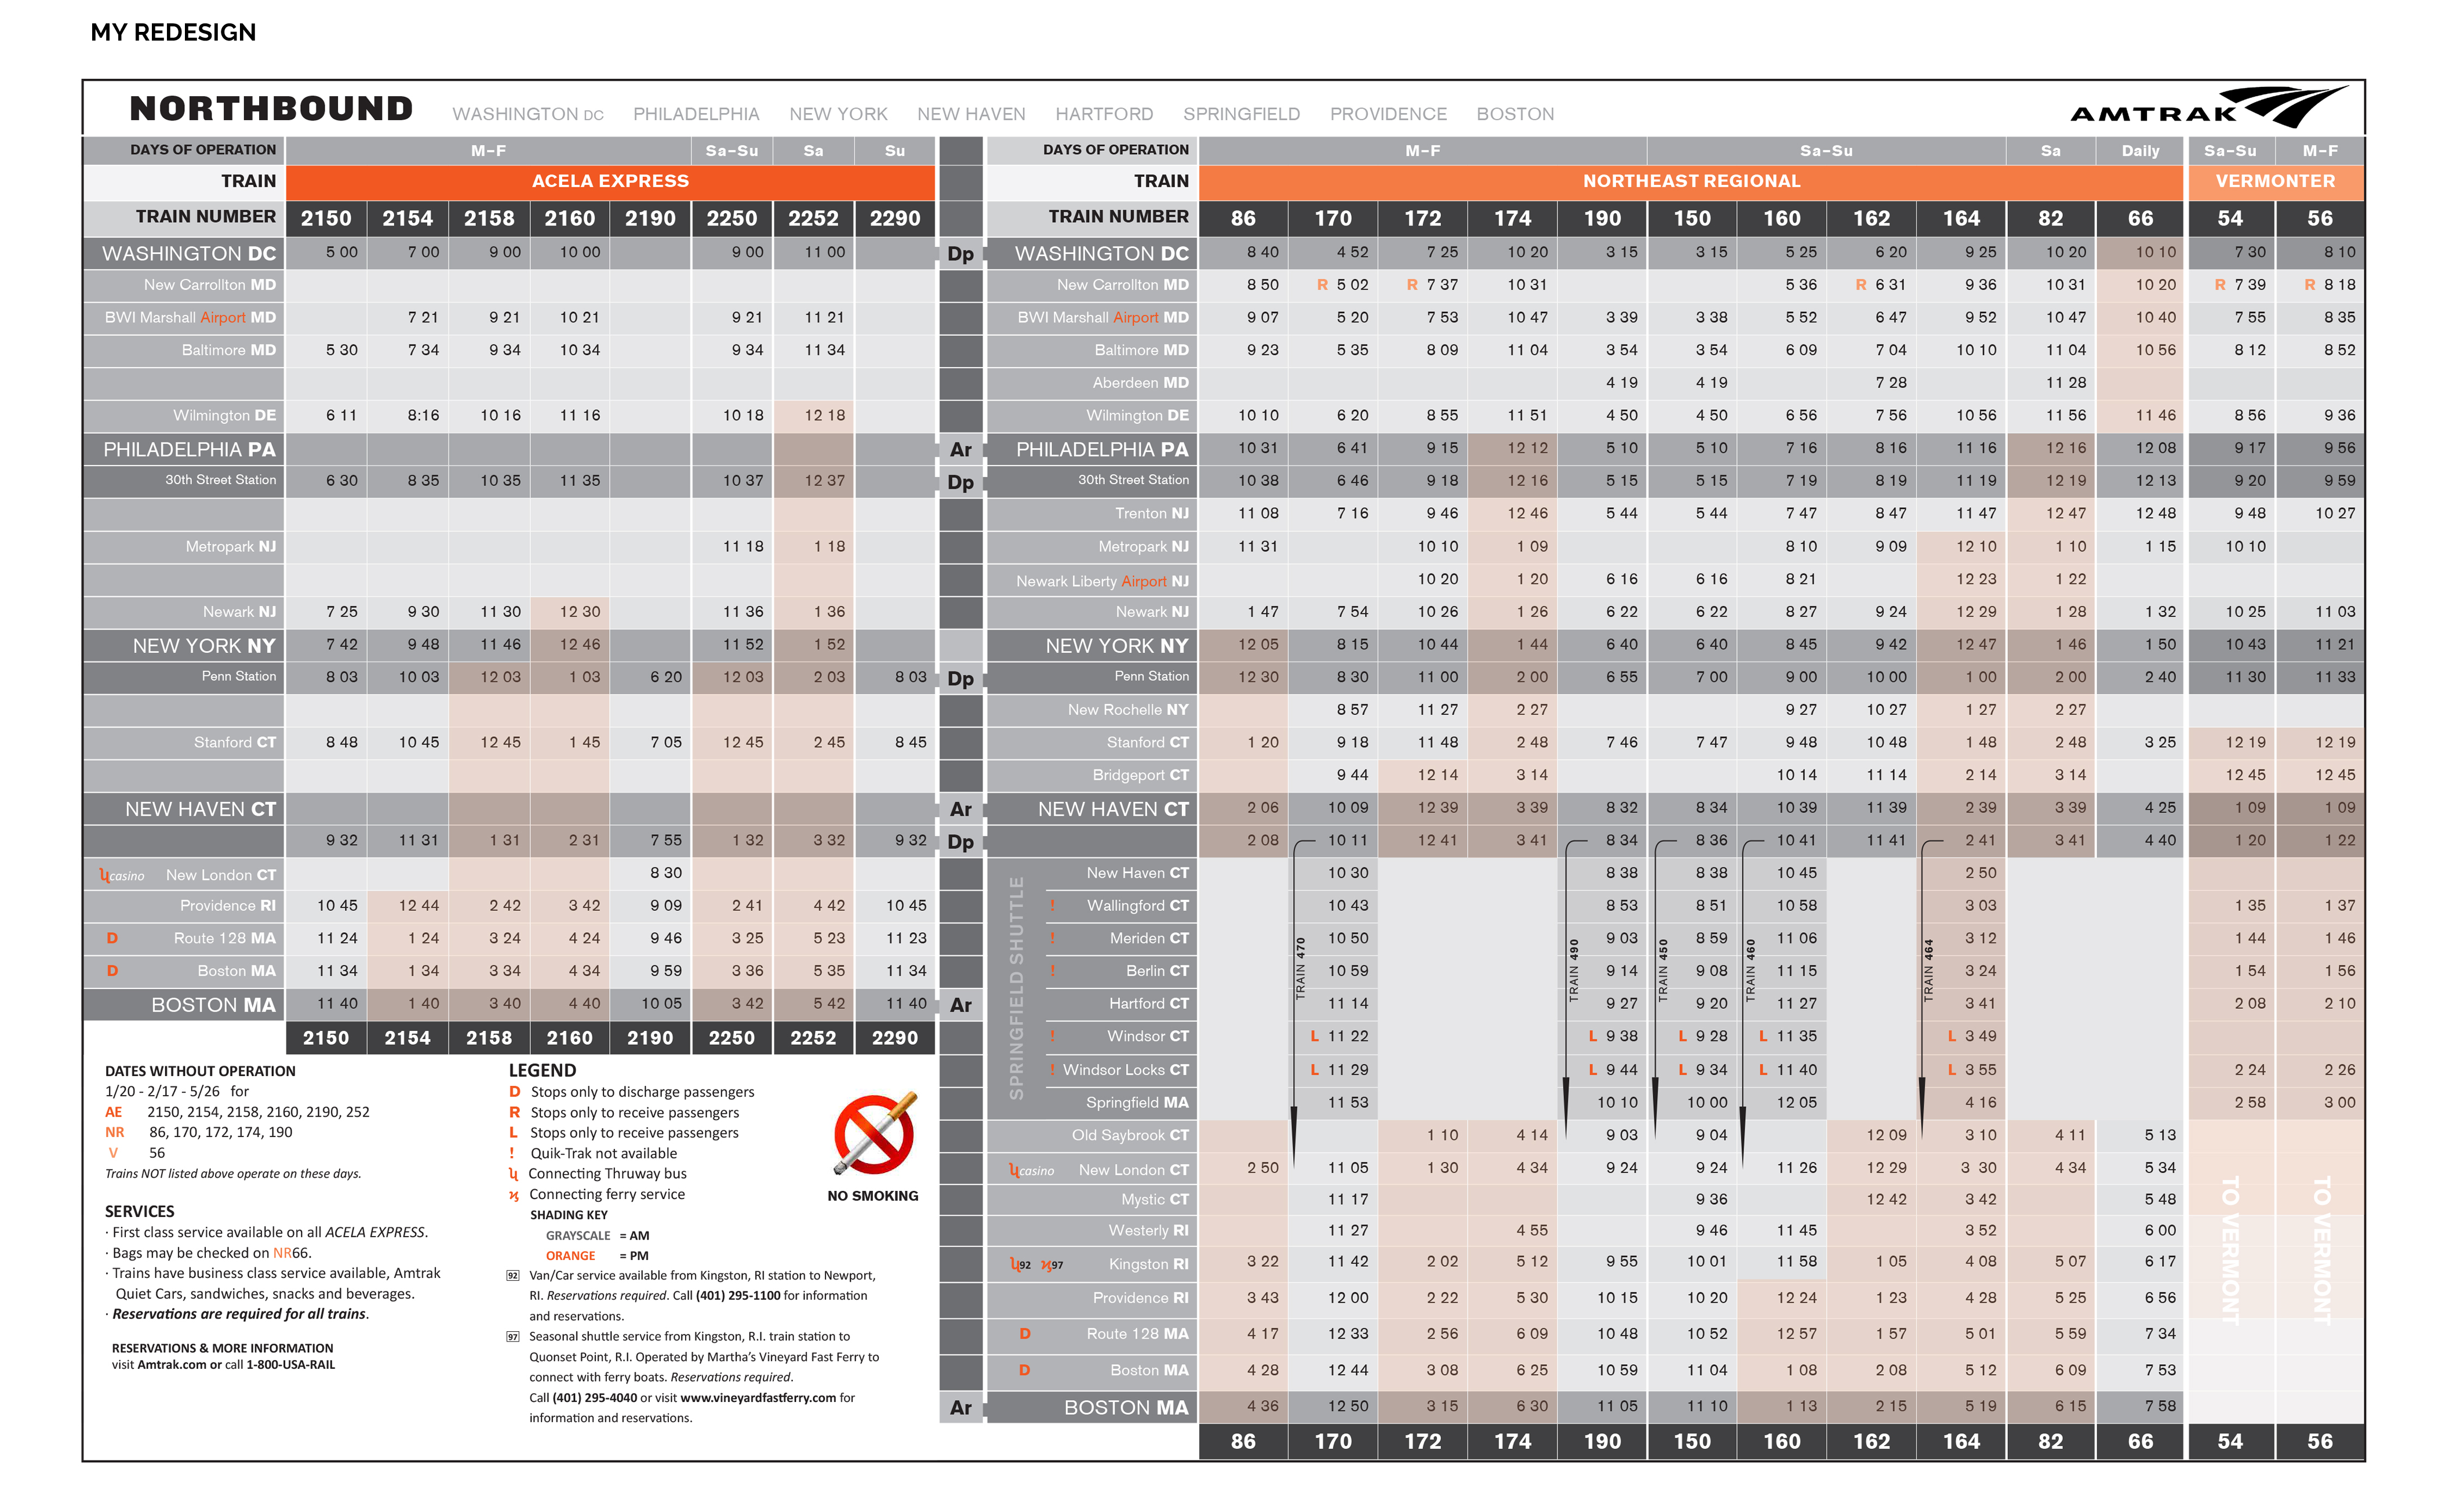 MY REDESIGN
NORTHBOUND WASHINGTON DC PHILADELPHIA NEW YORK NEW HAVEN HARTFORD SPRINGFIELD PROVIDENCE BOSTON AMTRAK
DAYS OF OPERATION M–F Sa–Su Sa Su
TRAIN ACELA EXPRESS
TRAIN NUMBER 2150 2154 2158 2160 2190 2250 2252 2290
WASHINGTON DC 5 00 7 00 9 00 10 00 9 00 11 00
New Carrollton MD
BWI Marshall Airport MD 7 21 9 21 10 21 9 21 11 21
Baltimore MD 5 30 7 34 9 34 10 34 9 34 11 34
Wilmington DE 6 11 8:16 10 16 11 16 10 18 12 18
PHILADELPHIA PA
30th Street Station 6 30 8 35 10 35 11 35 10 37 12 37
Metropark NJ 11 18 1 18
Newark NJ 7 25 9 30 11 30 12 30 11 36 1 36
NEW YORK NY 7 42 9 48 11 46 12 46 11 52 1 52
Penn Station 8 03 10 03 12 03 1 03 6 20 12 03 2 03 8 03
Stanford CT 8 48 10 45 12 45 1 45 7 05 12 45 2 45 8 45
NEW HAVEN CT
9 32 11 31 1 31 2 31 7 55 1 32 3 32 9 32
casino New London CT 8 30
Providence RI 10 45 12 44 2 42 3 42 9 09 2 41 4 42 10 45
D Route 128 MA 11 24 1 24 3 24 4 24 9 46 3 25 5 23 11 23
D Boston MA 11 34 1 34 3 34 4 34 9 59 3 36 5 35 11 34
BOSTON MA 11 40 1 40 3 40 4 40 10 05 3 42 5 42 11 40
2150 2154 2158 2160 2190 2250 2252 2290
Dp
Ar
Dp
Dp
Ar
Dp
Ar
Ar
DAYS OF OPERATION M–F Sa–Su Sa Daily Sa–Su M–F
TRAIN NORTHEAST REGIONAL VERMONTER
TRAIN NUMBER 86 170 172 174 190 150 160 162 164 82 66 54 56
WASHINGTON DC 8 40 4 52 7 25 10 20 3 15 3 15 5 25 6 20 9 25 10 20 10 10 7 30 8 10
New Carrollton MD 8 50 R 5 02 R 7 37 10 31 5 36 R 6 31 9 36 10 31 10 20 R 7 39 R 8 18
BWI Marshall Airport MD 9 07 5 20 7 53 10 47 3 39 3 38 5 52 6 47 9 52 10 47 10 40 7 55 8 35
Baltimore MD 9 23 5 35 8 09 11 04 3 54 3 54 6 09 7 04 10 10 11 04 10 56 8 12 8 52
Aberdeen MD 4 19 4 19 7 28 11 28
Wilmington DE 10 10 6 20 8 55 11 51 4 50 4 50 6 56 7 56 10 56 11 56 11 46 8 56 9 36
PHILADELPHIA PA 10 31 6 41 9 15 12 12 5 10 5 10 7 16 8 16 11 16 12 16 12 08 9 17 9 56
30th Street Station 10 38 6 46 9 18 12 16 5 15 5 15 7 19 8 19 11 19 12 19 12 13 9 20 9 59
Trenton NJ 11 08 7 16 9 46 12 46 5 44 5 44 7 47 8 47 11 47 12 47 12 48 9 48 10 27
Metropark NJ 11 31 10 10 1 09 8 10 9 09 12 10 1 10 1 15 10 10
Newark Liberty Airport NJ 10 20 1 20 6 16 6 16 8 21 12 23 1 22
Newark NJ 1 47 7 54 10 26 1 26 6 22 6 22 8 27 9 24 12 29 1 28 1 32 10 25 11 03
NEW YORK NY 12 05 8 15 10 44 1 44 6 40 6 40 8 45 9 42 12 47 1 46 1 50 10 43 11 21
Penn Station 12 30 8 30 11 00 2 00 6 55 7 00 9 00 10 00 1 00 2 00 2 40 11 30 11 33
New Rochelle NY 8 57 11 27 2 27 9 27 10 27 1 27 2 27
Stanford CT 1 20 9 18 11 48 2 48 7 46 7 47 9 48 10 48 1 48 2 48 3 25 12 19 12 19
Bridgeport CT 9 44 12 14 3 14 10 14 11 14 2 14 3 14 12 45 12 45
NEW HAVEN CT 2 06 10 09 12 39 3 39 8 32 8 34 10 39 11 39 2 39 3 39 4 25 1 09 1 09
2 08 10 11 12 41 3 41 8 34 8 36 10 41 11 41 2 41 3 41 4 40 1 20 1 22
SPRINGFIELD SHUTTLE
TRAIN 470
TRAIN 490
TRAIN 450
TRAIN 460
TRAIN 464
New Haven CT 10 30 8 38 8 38 10 45 2 50
! Wallingford CT 10 43 8 53 8 51 10 58 3 03 1 35 1 37
! Meriden CT 10 50 9 03 8 59 11 06 3 12 1 44 1 46
! Berlin CT 10 59 9 14 9 08 11 15 3 24 1 54 1 56
Hartford CT 11 14 9 27 9 20 11 27 3 41 2 08 2 10
! Windsor CT L 11 22 L 9 38 L 9 28 L 11 35 L 3 49
! Windsor Locks CT L 11 29 L 9 44 L 9 34 L 11 40 L 3 55 2 24 2 26
Springfield MA 11 53 10 10 10 00 12 05 4 16 2 58 3 00
Old Saybrook CT 1 10 4 14 9 03 9 04 12 09 3 10 4 11 5 13
casino New London CT 2 50 11 05 1 30 4 34 9 24 9 24 11 26 12 29 3 30 4 34 5 34
Mystic CT 11 17 9 36 12 42 3 42 5 48
Westerly RI 11 27 4 55 9 46 11 45 3 52 6 00
92 97 Kingston RI 3 22 11 42 2 02 5 12 9 55 10 01 11 58 1 05 4 08 5 07 6 17
Providence RI 3 43 12 00 2 22 5 30 10 15 10 20 12 24 1 23 4 28 5 25 6 56
D Route 128 MA 4 17 12 33 2 56 6 09 10 48 10 52 12 57 1 57 5 01 5 59 7 34
D Boston MA 4 28 12 44 3 08 6 25 10 59 11 04 1 08 2 08 5 12 6 09 7 53
BOSTON MA 4 36 12 50 3 15 6 30 11 05 11 10 1 13 2 15 5 19 6 15 7 58
TO VERMONT
TO VERMONT
86 170 172 174 190 150 160 162 164 82 66 54 56
DATES WITHOUT OPERATION
1/20 - 2/17 - 5/26 for
AE 2150, 2154, 2158, 2160, 2190, 252
NR 86, 170, 172, 174, 190
V 56
Trains NOT listed above operate on these days.
SERVICES
· First class service available on all ACELA EXPRESS.
· Bags may be checked on NR66.
· Trains have business class service available, Amtrak
Quiet Cars, sandwiches, snacks and beverages.
· Reservations are required for all trains.
RESERVATIONS & MORE INFORMATION
visit Amtrak.com or call 1-800-USA-RAIL
LEGEND
D Stops only to discharge passengers
R Stops only to receive passengers
L Stops only to receive passengers
! Quik-Trak not available
Connecting Thruway bus
Connecting ferry service
SHADING KEY
GRAYSCALE = AM
ORANGE = PM
92 Van/Car service available from Kingston, RI station to Newport,
RI. Reservations required. Call (401) 295-1100 for information
and reservations.
97 Seasonal shuttle service from Kingston, R.I. train station to
Quonset Point, R.I. Operated by Martha's Vineyard Fast Ferry to
connect with ferry boats. Reservations required.
Call (401) 295-4040 or visit www.vineyardfastferry.com for
information and reservations.
NO SMOKING